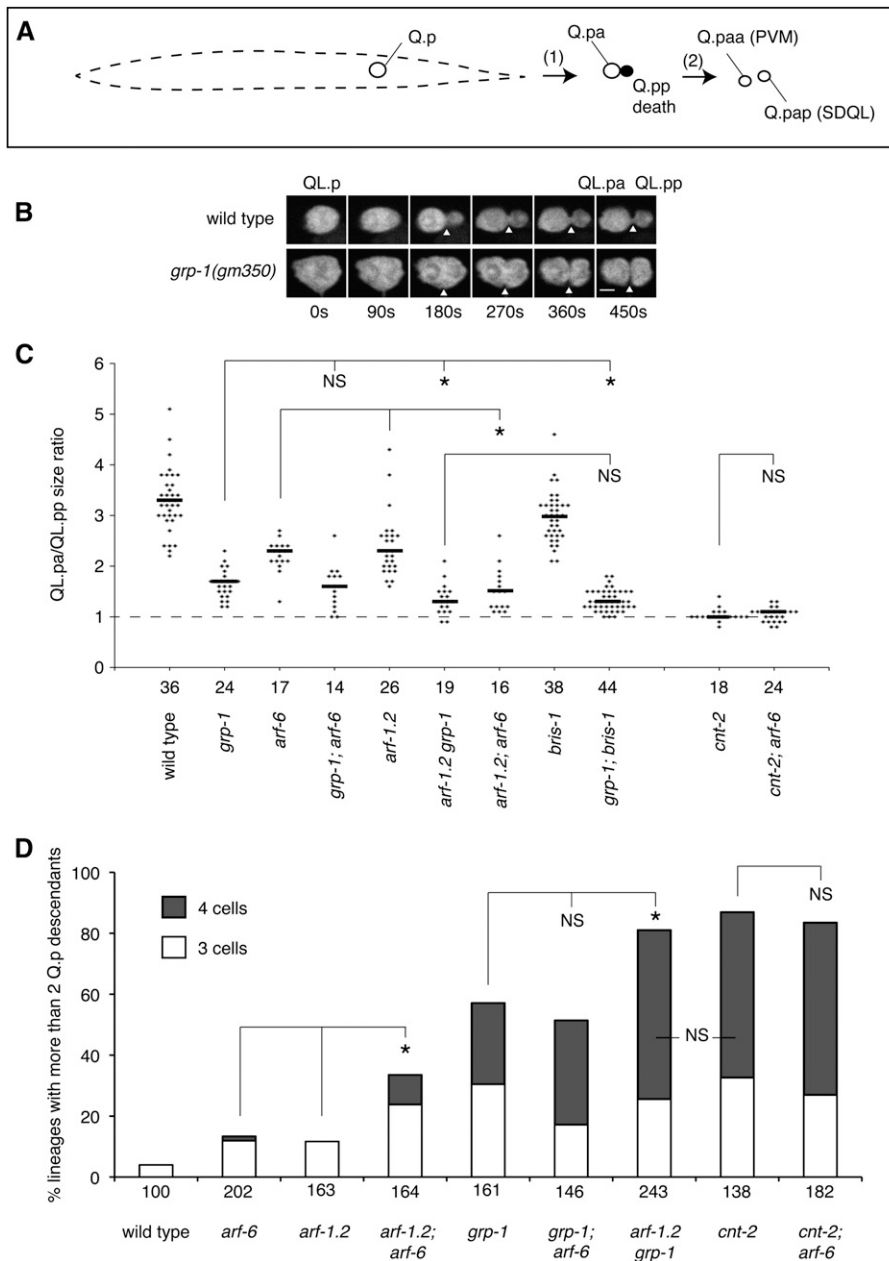 A
Q.p
(1)
Q.pa
Q.pp
death
(2)
Q.paa (PVM)
Q.pap (SDQL)
B
QL.p
QL.pa QL.pp
wild type
grp-1(gm350)
0s 90s 180s 270s 360s 450s
C
QL.pa/QL.pp size ratio
6
5
4
3
2
1
0
NS * *
*
NS
NS
36 24 17 14 26 19 16 38 44 18 24
wild type
grp-1
arf-6
grp-1; arf-6
arf-1.2
arf-1.2 grp-1
arf-1.2; arf-6
bris-1
grp-1; bris-1
cnt-2
cnt-2; arf-6
D
% lineages with more than 2 Q.p descendants
100
80
60
40
20
0
4 cells
3 cells
*
NS
*
NS
NS
100 202 163 164 161 146 243 138 182
wild type
arf-6
arf-1.2
arf-1.2;
arf-6
grp-1
grp-1;
arf-6
arf-1.2
grp-1
cnt-2
cnt-2;
arf-6